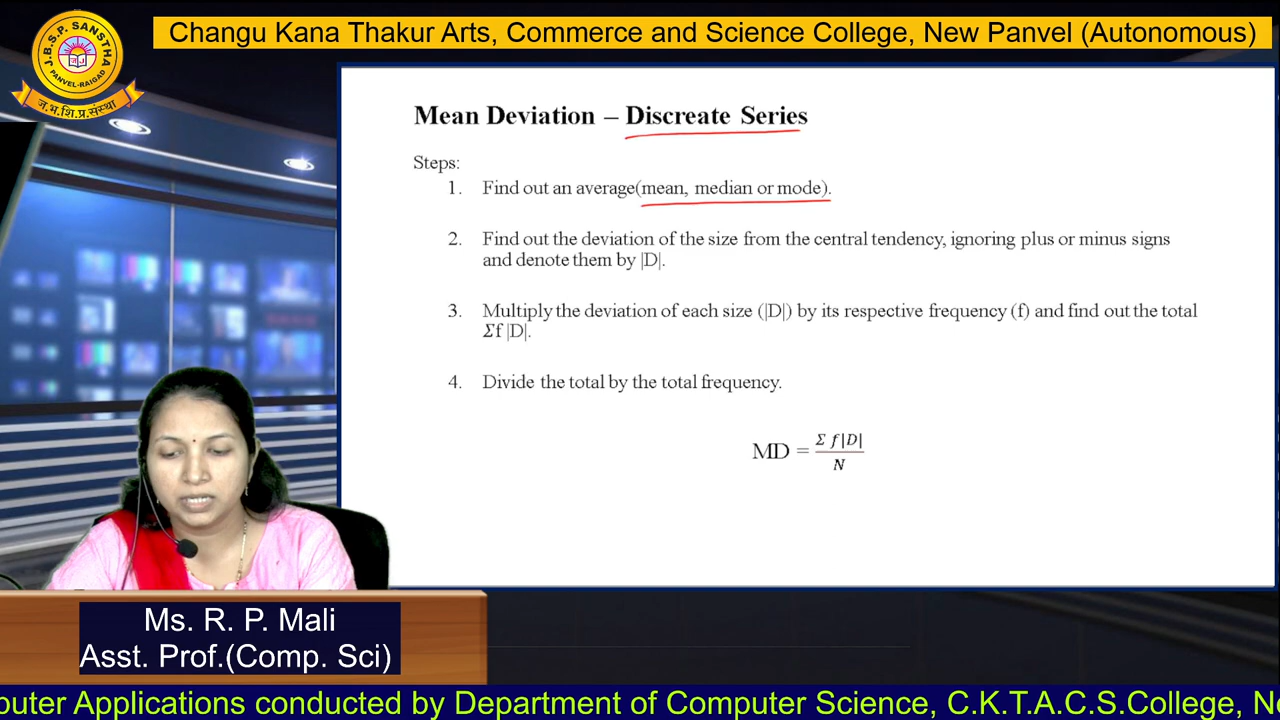 Changu Kana Thakur Arts, Commerce and Science College, New Panvel (Autonomous)
J.B.S.P. SANSTHA
PANVEL-RAIGAD
ज.भ.शि.प्र.संस्था
Mean Deviation – Discreate Series
Steps:
1. Find out an average(mean, median or mode).
2. Find out the deviation of the size from the central tendency, ignoring plus or minus signs
and denote them by |D|.
3. Multiply the deviation of each size (|D|) by its respective frequency (f) and find out the total
Σf |D|.
4. Divide the total by the total frequency.
MD = Σ f|D|
N
Ms. R. P. Mali
Asst. Prof.(Comp. Sci)
puter Applications conducted by Department of Computer Science, C.K.T.A.C.S.College, Ne